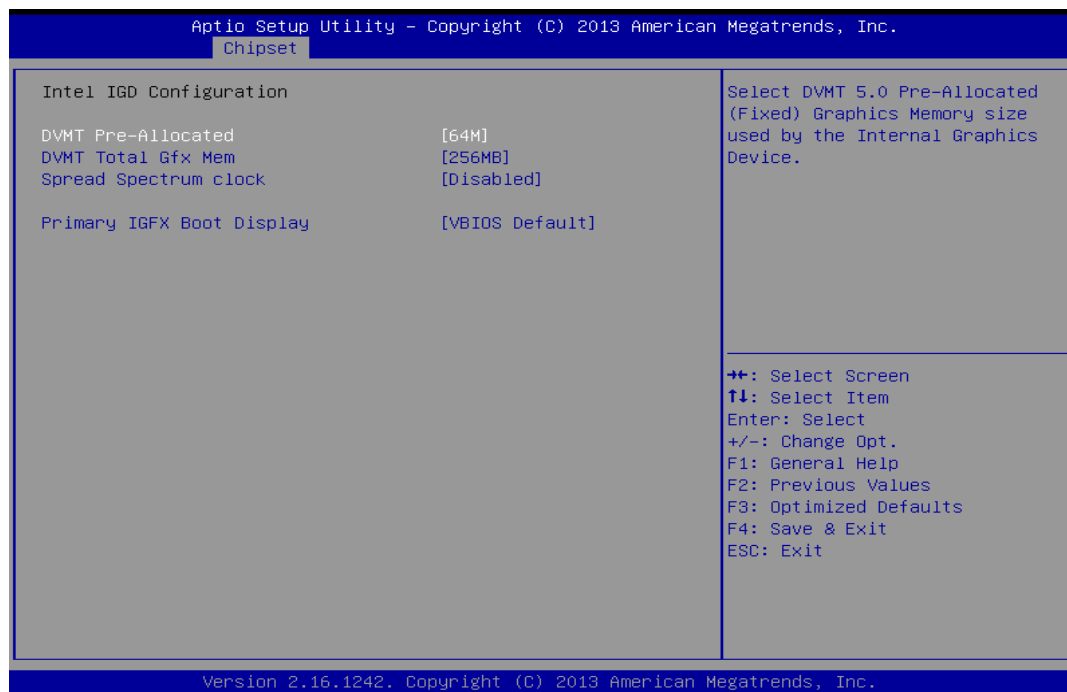 Aptio Setup Utility – Copyright (C) 2013 American Megatrends, Inc.
Chipset
Intel IGD Configuration
DVMT Pre-Allocated [64M]
DVMT Total Gfx Mem [256MB]
Spread Spectrum clock [Disabled]
Primary IGFX Boot Display [VBIOS Default]
Select DVMT 5.0 Pre-Allocated
(Fixed) Graphics Memory size
used by the Internal Graphics
Device.
→←: Select Screen
↑↓: Select Item
Enter: Select
+/-: Change Opt.
F1: General Help
F2: Previous Values
F3: Optimized Defaults
F4: Save & Exit
ESC: Exit
Version 2.16.1242. Copyright (C) 2013 American Megatrends, Inc.